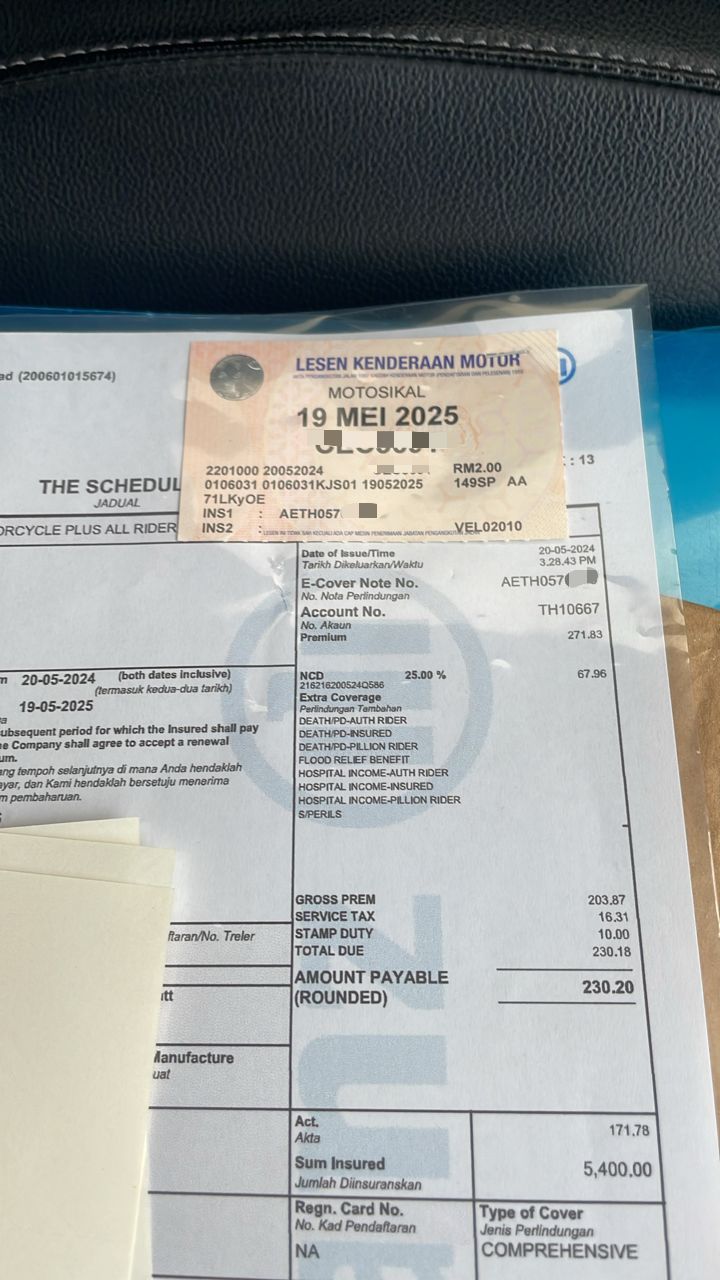 ad (200601015674)
LESEN KENDERAAN MOTOR
MOTOSIKAL
19 MEI 2025
2201000 20052024
RM2.00
0106031 0106031KJS01 19052025
149SP AA
71LKyOE
INS1 : AETH057
INS2 :
VEL02010
: 13
THE SCHEDUL
JADUAL
ORCYCLE PLUS ALL RIDER
Date of Issue/Time
20-05-2024
Tarikh Dikeluarkan/Waktu
3.28.43 PM
E-Cover Note No.
AETH057
No. Nota Perlindungan
Account No.
TH10667
No. Akaun
Premium
271.83
m 20-05-2024 (both dates inclusive)
(termasuk kedua-dua tarikh)
19-05-2025
ubsequent period for which the Insured shall pay
e Company shall agree to accept a renewal
um.
ang tempoh selanjutnya di mana Anda hendaklah
ayar, dan Kami hendaklah bersetuju menerima
m pembaharuan.
NCD 25.00 %
67.96
216216200524Q586
Extra Coverage
Perlindungan Tambahan
DEATH/PD-AUTH RIDER
DEATH/PD-INSURED
DEATH/PD-PILLION RIDER
FLOOD RELIEF BENEFIT
HOSPITAL INCOME-AUTH RIDER
HOSPITAL INCOME-INSURED
HOSPITAL INCOME-PILLION RIDER
S/PERILS
GROSS PREM 203.87
SERVICE TAX 16.31
STAMP DUTY 10.00
TOTAL DUE 230.18
AMOUNT PAYABLE
(ROUNDED)
230.20
ftaran/No. Treler
att
Manufacture
uat
Act.
Akta
171.78
Sum Insured
Jumlah Diinsuranskan
5,400.00
Regn. Card No.
No. Kad Pendaftaran
NA
Type of Cover
Jenis Perlindungan
COMPREHENSIVE